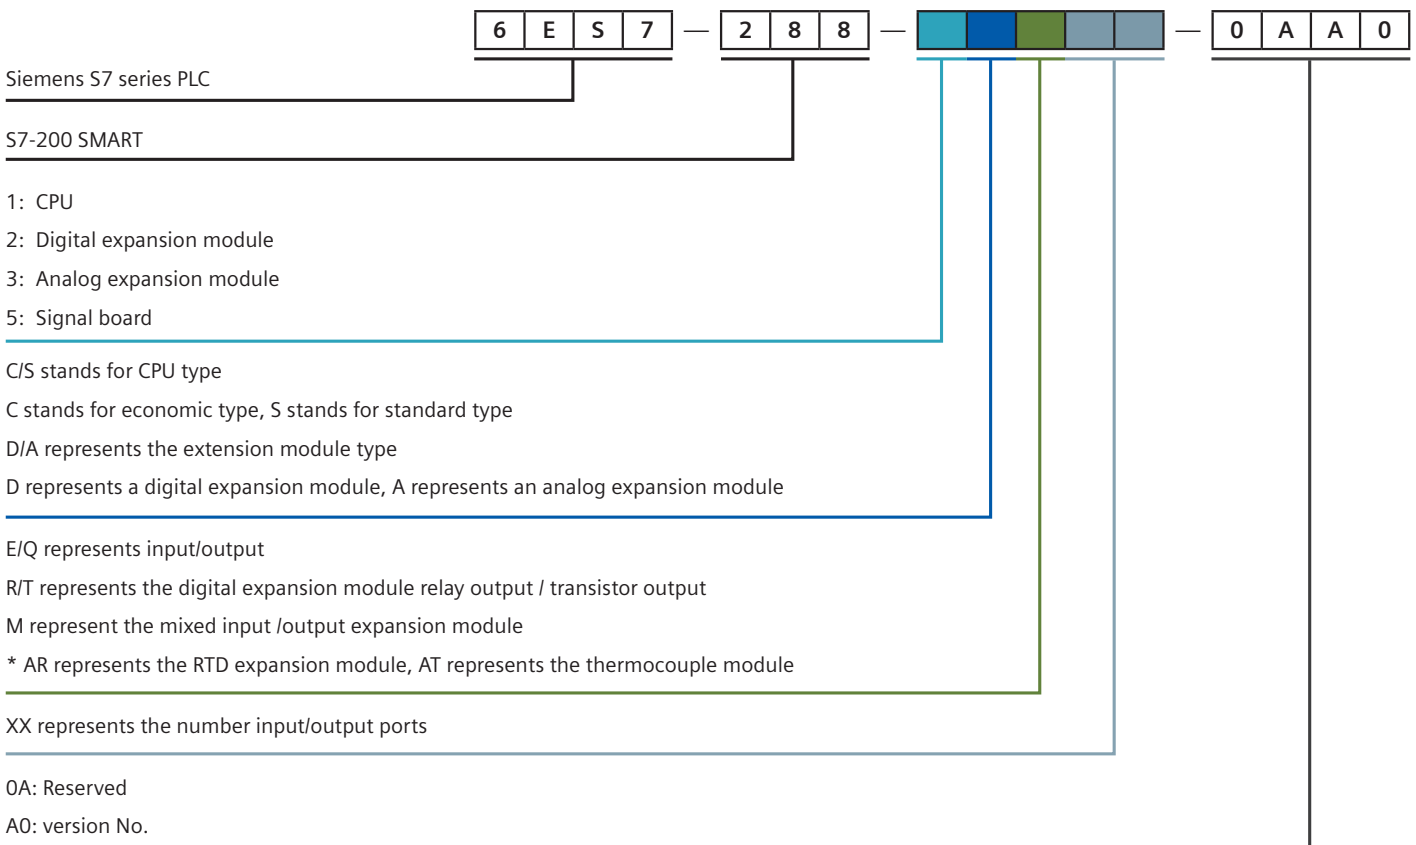 6 E S 7 — 2 8 8 — — 0 A A 0
Siemens S7 series PLC
S7-200 SMART
1: CPU
2: Digital expansion module
3: Analog expansion module
5: Signal board
C/S stands for CPU type
C stands for economic type, S stands for standard type
D/A represents the extension module type
D represents a digital expansion module, A represents an analog expansion module
E/Q represents input/output
R/T represents the digital expansion module relay output / transistor output
M represent the mixed input /output expansion module
* AR represents the RTD expansion module, AT represents the thermocouple module
XX represents the number input/output ports
0A: Reserved
A0: version No.